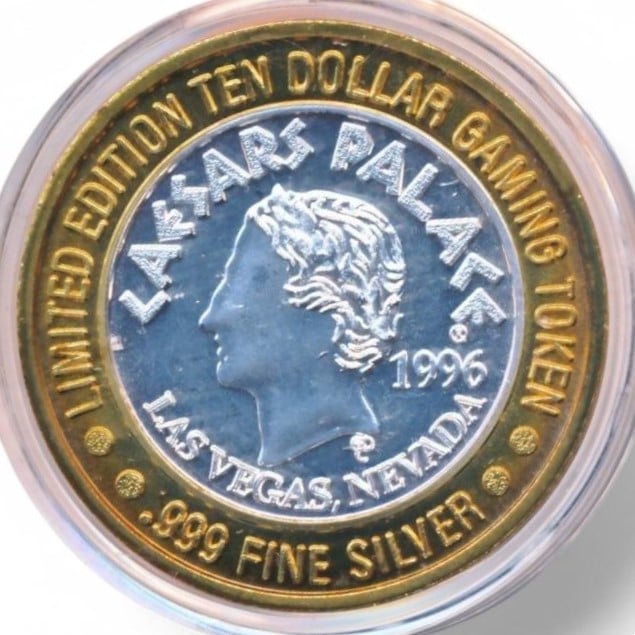 LIMITED EDITION TEN DOLLAR GAMING TOKEN
CAESARS PALACE
1996
LAS VEGAS, NEVADA
.999 FINE SILVER